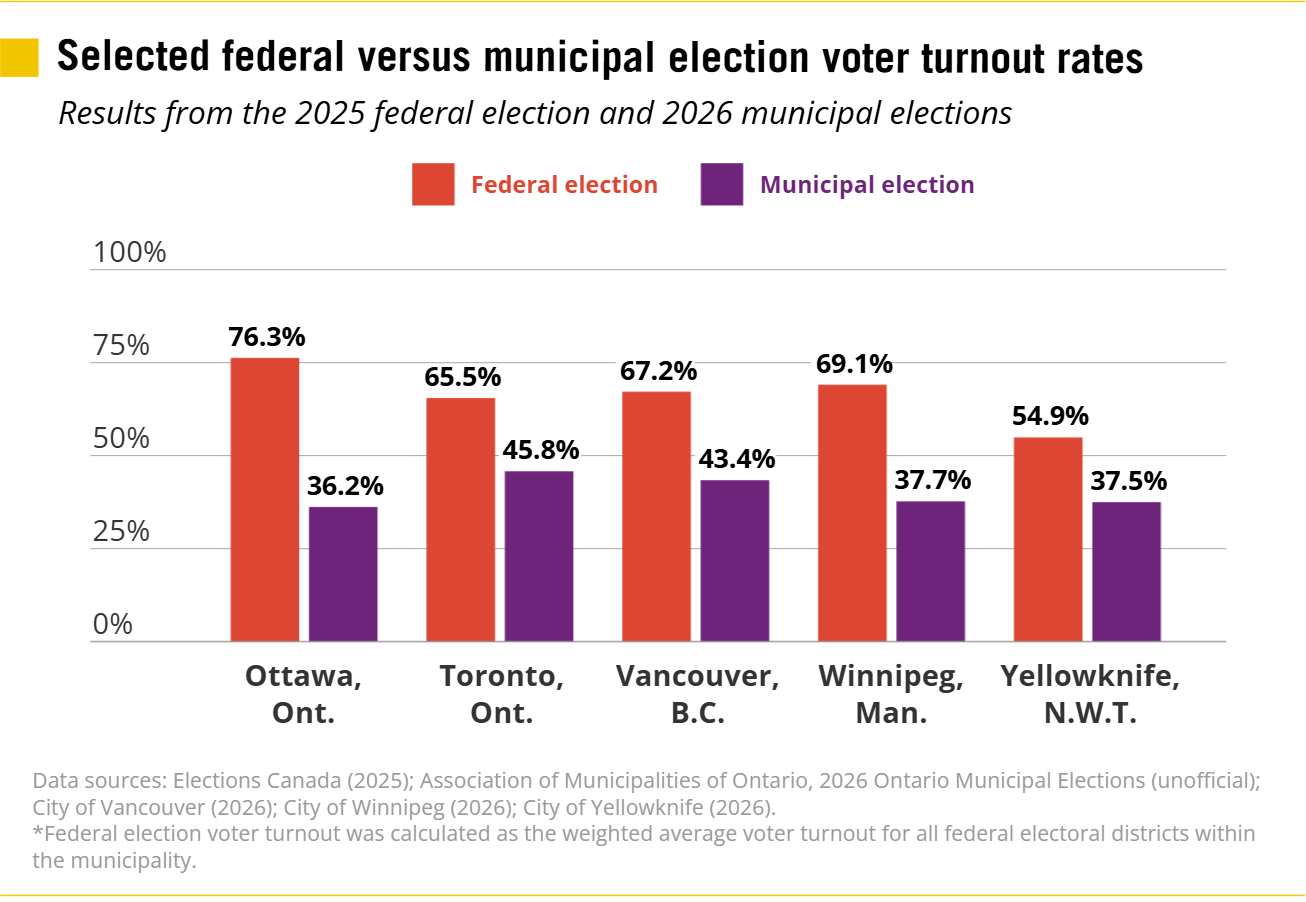 Selected federal versus municipal election voter turnout rates
Results from the 2025 federal election and 2026 municipal elections
Federal election
Municipal election
100%
75%
50%
25%
0%
76.3%
36.2%
65.5%
45.8%
67.2%
43.4%
69.1%
37.7%
54.9%
37.5%
Ottawa,
Ont.
Toronto,
Ont.
Vancouver,
B.C.
Winnipeg,
Man.
Yellowknife,
N.W.T.
Data sources: Elections Canada (2025); Association of Municipalities of Ontario, 2026 Ontario Municipal Elections (unofficial);
City of Vancouver (2026); City of Winnipeg (2026); City of Yellowknife (2026).
*Federal election voter turnout was calculated as the weighted average voter turnout for all federal electoral districts within
the municipality.